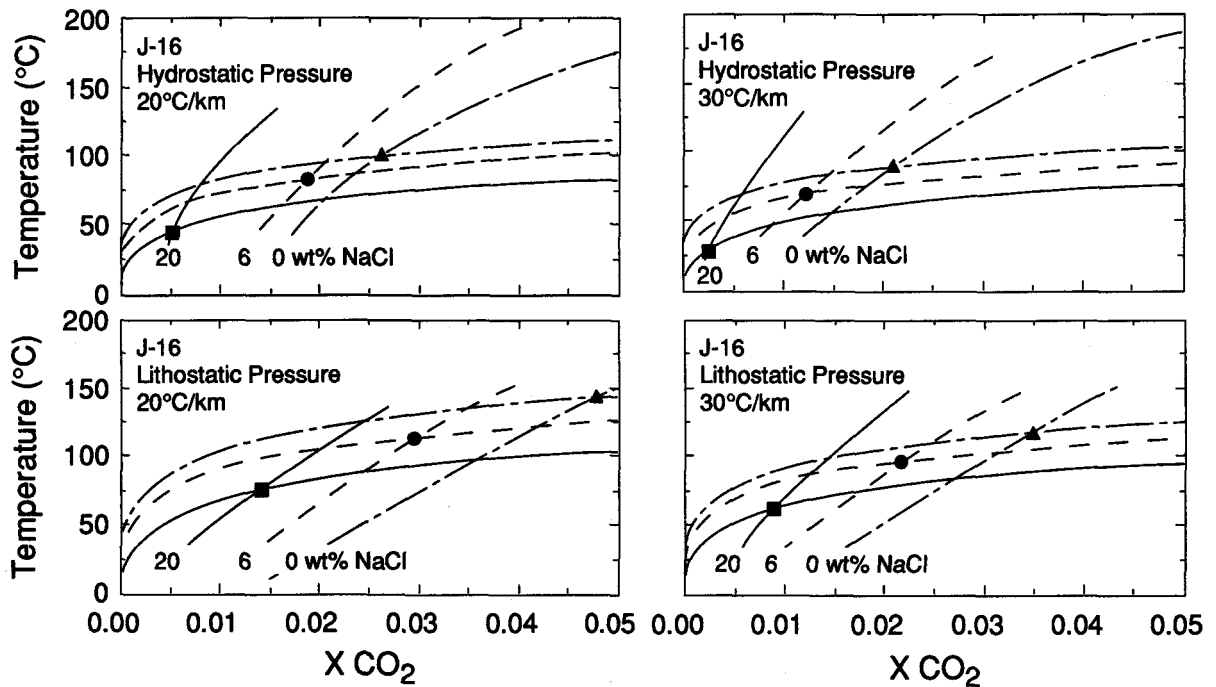 200
150
100
50
0
Temperature (°C)
J-16
Hydrostatic Pressure
20°C/km
20
6
0 wt% NaCl
J-16
Hydrostatic Pressure
30°C/km
20
6
0 wt% NaCl
200
150
100
50
0
Temperature (°C)
J-16
Lithostatic Pressure
20°C/km
20
6
0 wt% NaCl
0.00 0.01 0.02 0.03 0.04 0.05
X CO₂
J-16
Lithostatic Pressure
30°C/km
20
6
0 wt% NaCl
0.00 0.01 0.02 0.03 0.04 0.05
X CO₂